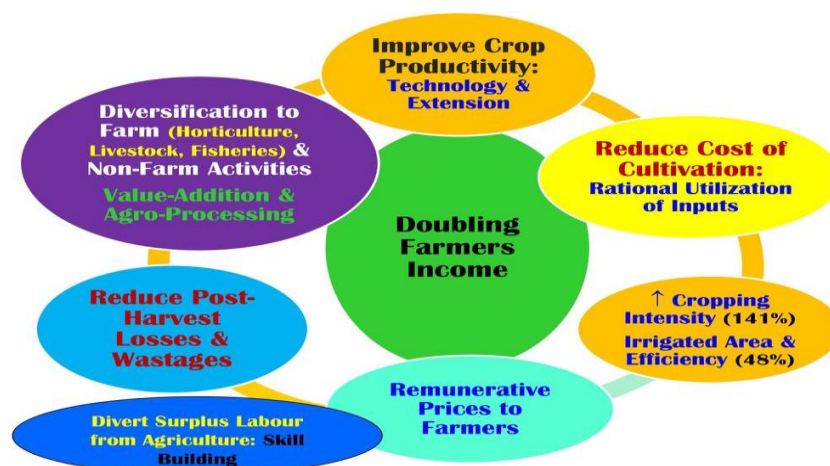 Improve Crop
Productivity:
Technology &
Extension
Reduce Cost of
Cultivation:
Rational Utilization
of Inputs
↑ Cropping
Intensity (141%)
Irrigated Area &
Efficiency (48%)
Remunerative
Prices to
Farmers
Divert Surplus Labour
from Agriculture: Skill
Building
Reduce Post-
Harvest
Losses &
Wastages
Diversification to
Farm (Horticulture,
Livestock, Fisheries) &
Non-Farm Activities
Value-Addition &
Agro-Processing
Doubling
Farmers
Income